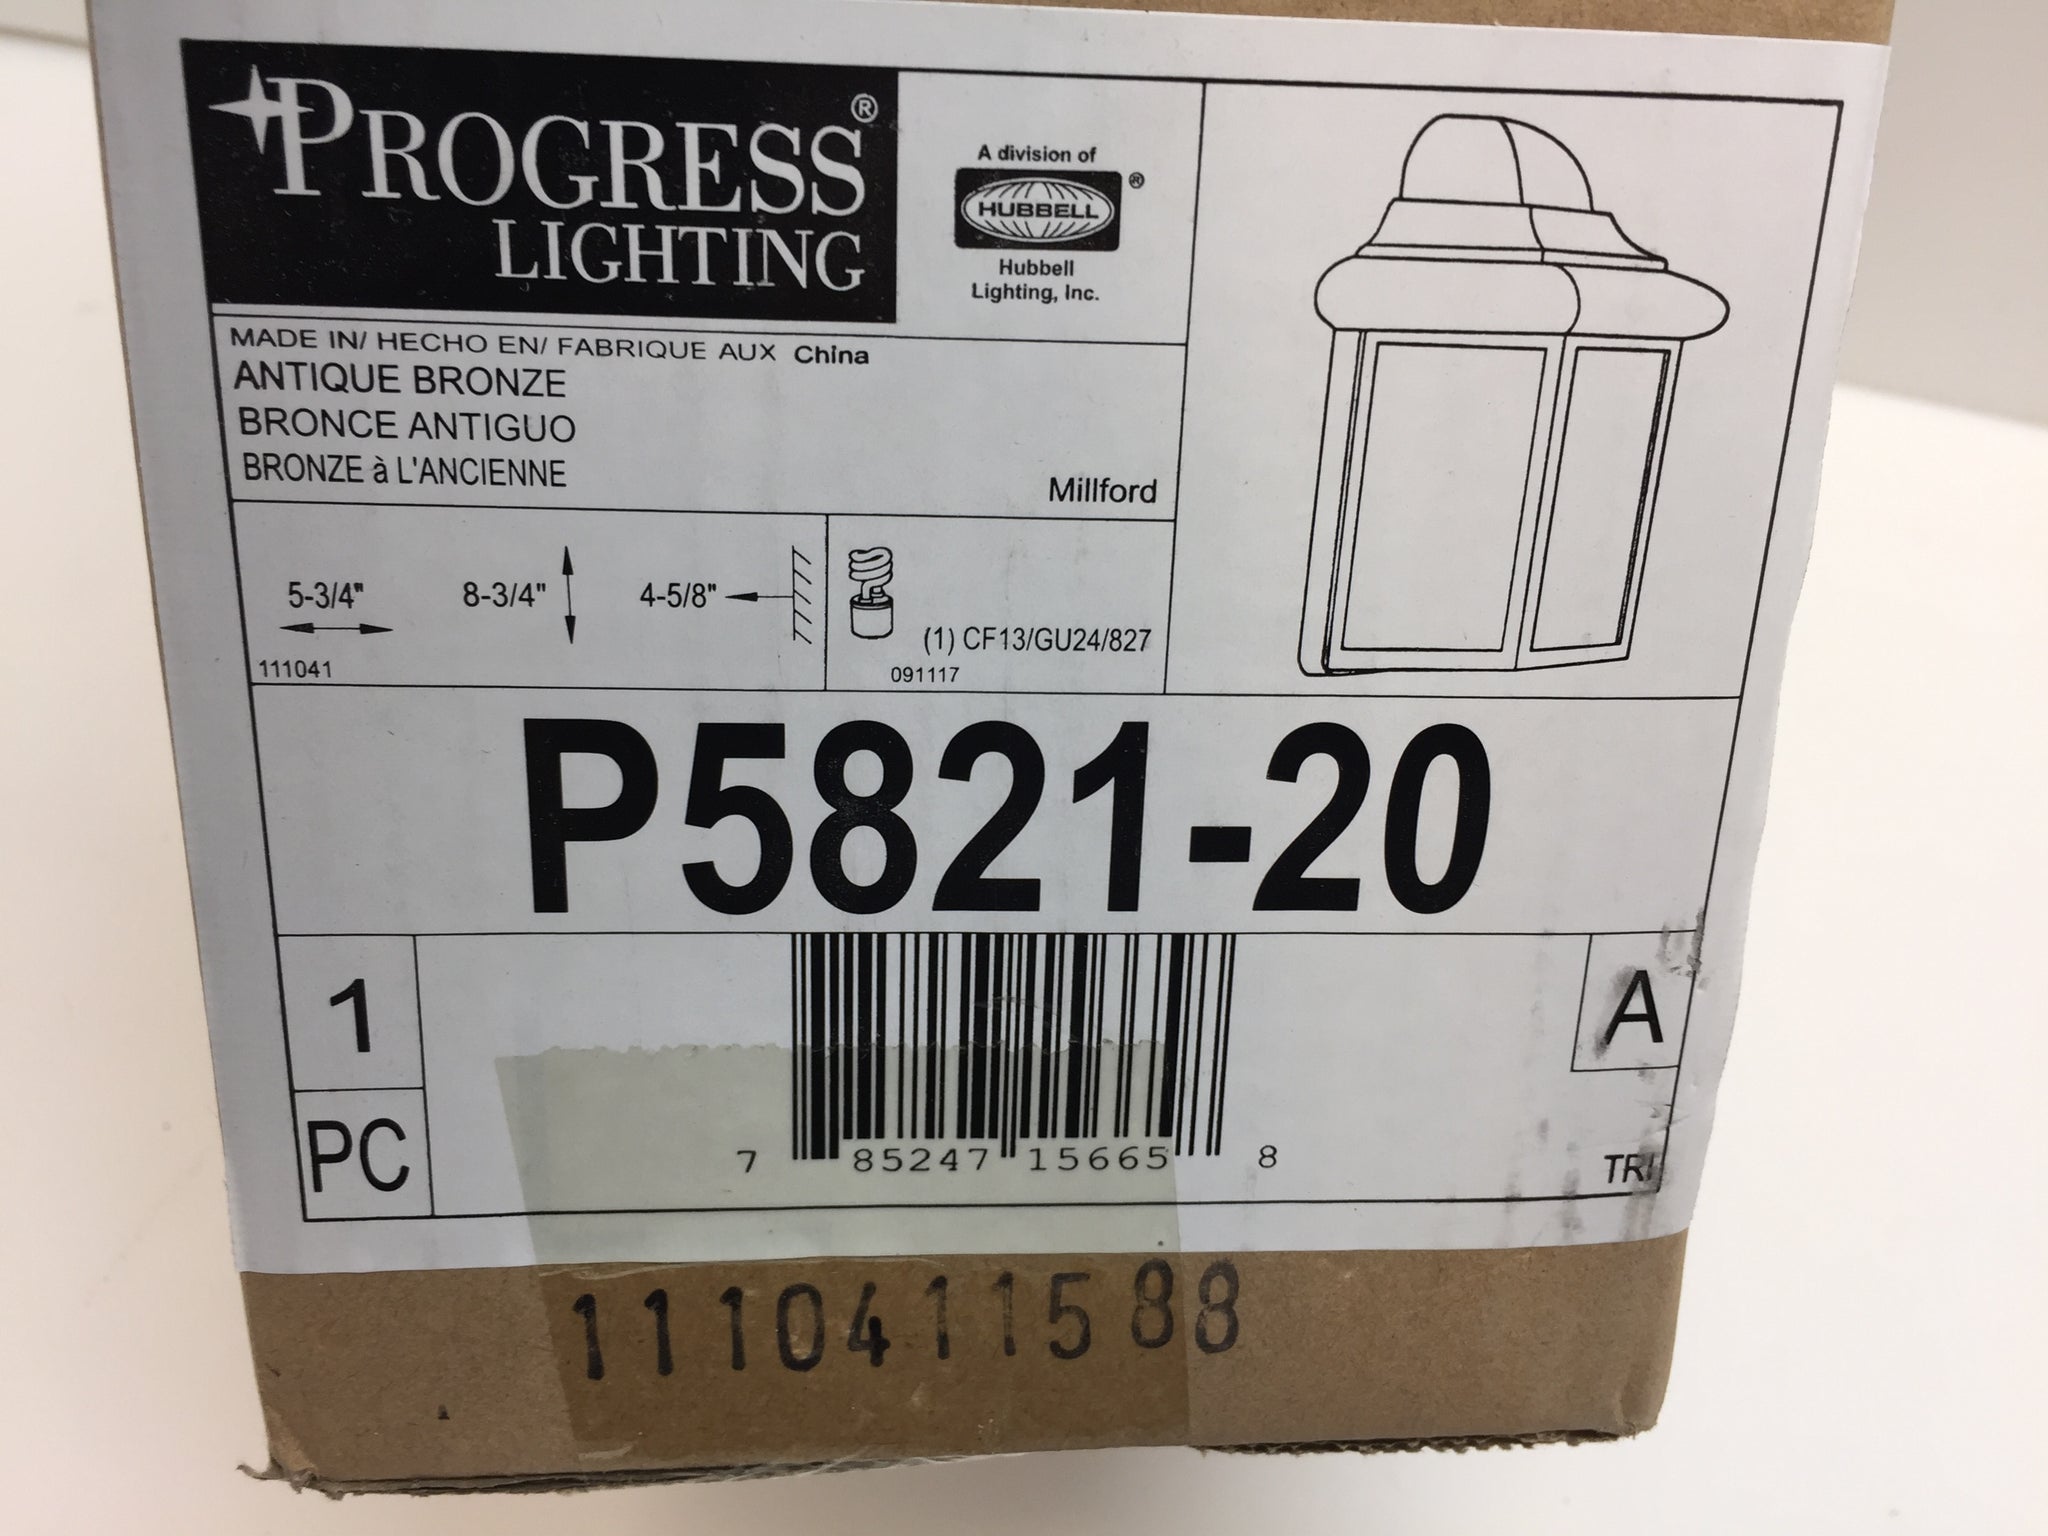 PROGRESS®
LIGHTING
A division of
HUBBELL®
Hubbell
Lighting, Inc.
MADE IN/ HECHO EN/ FABRIQUE AUX China
ANTIQUE BRONZE
BRONCE ANTIGUO
BRONZE à L'ANCIENNE
Millford
5-3/4" 8-3/4" 4-5/8"
111041
(1) CF13/GU24/827
091117
P5821-20
1
PC
A
7 85247 15665 8
TRI
1110411588